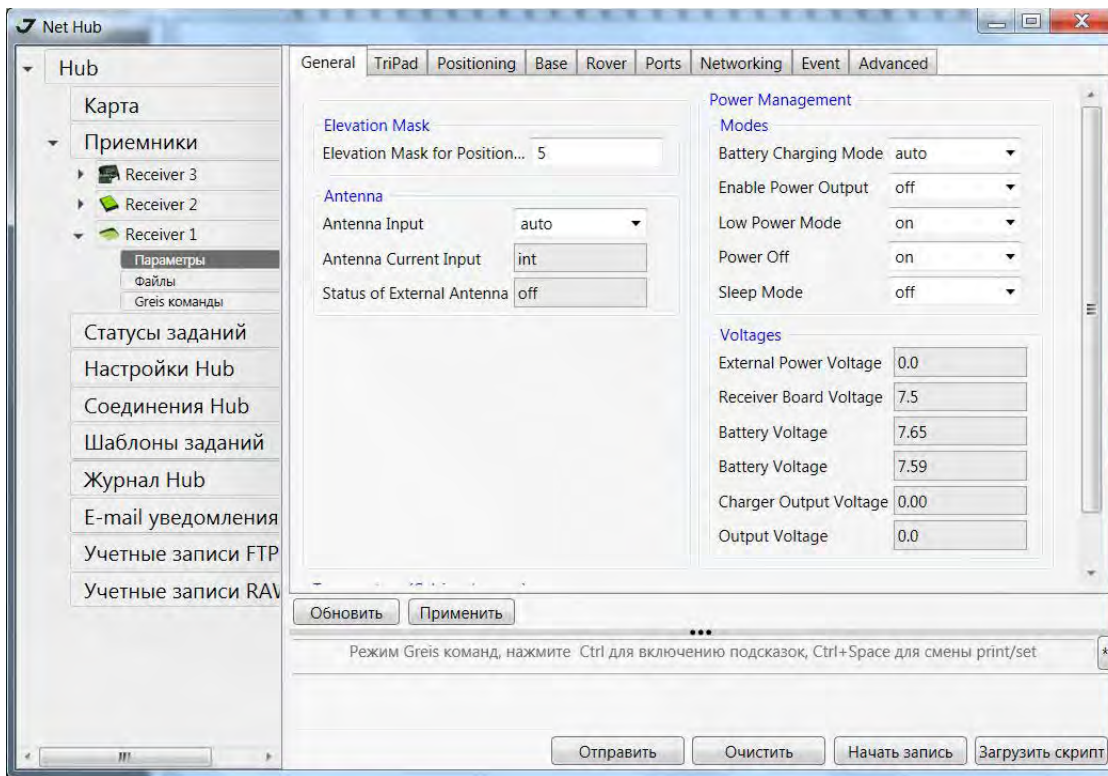 Net Hub
Hub
Карта
Приемники
Receiver 3
Receiver 2
Receiver 1
Параметры
Файлы
Greis команды
Статусы заданий
Настройки Hub
Соединения Hub
Шаблоны заданий
Журнал Hub
E-mail уведомления
Учетные записи FTP
Учетные записи RAW
General TriPad Positioning Base Rover Ports Networking Event Advanced
Elevation Mask
Elevation Mask for Position... 5
Antenna
Antenna Input auto
Antenna Current Input int
Status of External Antenna off
Power Management
Modes
Battery Charging Mode auto
Enable Power Output off
Low Power Mode on
Power Off on
Sleep Mode off
Voltages
External Power Voltage 0.0
Receiver Board Voltage 7.5
Battery Voltage 7.65
Battery Voltage 7.59
Charger Output Voltage 0.00
Output Voltage 0.0
Обновить Применить
Режим Greis команд, нажмите Ctrl для включению подсказок, Ctrl+Space для смены print/set
*
Отправить Очистить Начать запись Загрузить скрипт